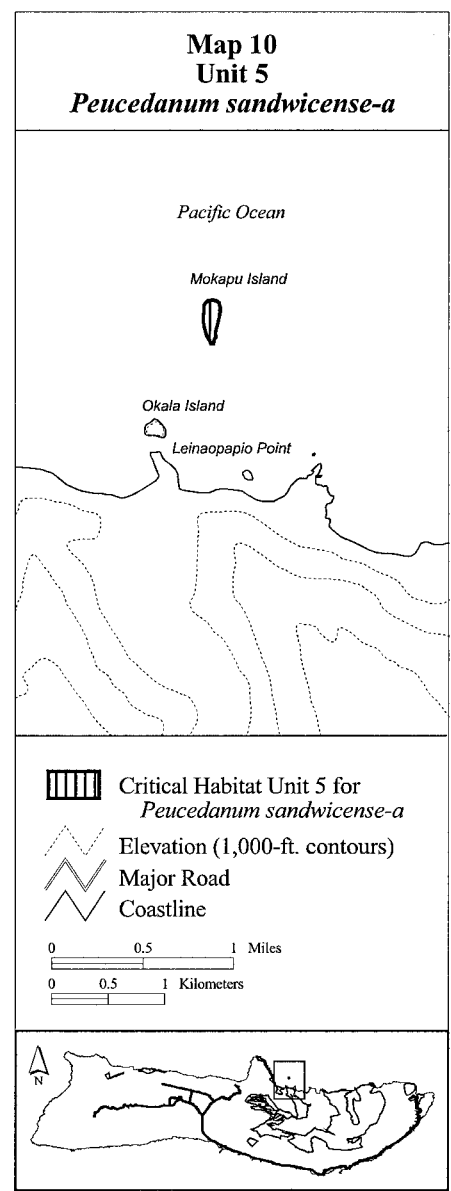 Map 10
Unit 5
Peucedanum sandwicense-a
Pacific Ocean
Mokapu Island
Okala Island
Leinaopapio Point
Critical Habitat Unit 5 for
Peucedanum sandwicense-a
Elevation (1,000-ft. contours)
Major Road
Coastline
0 0.5 1 Miles
0 0.5 1 Kilometers
N